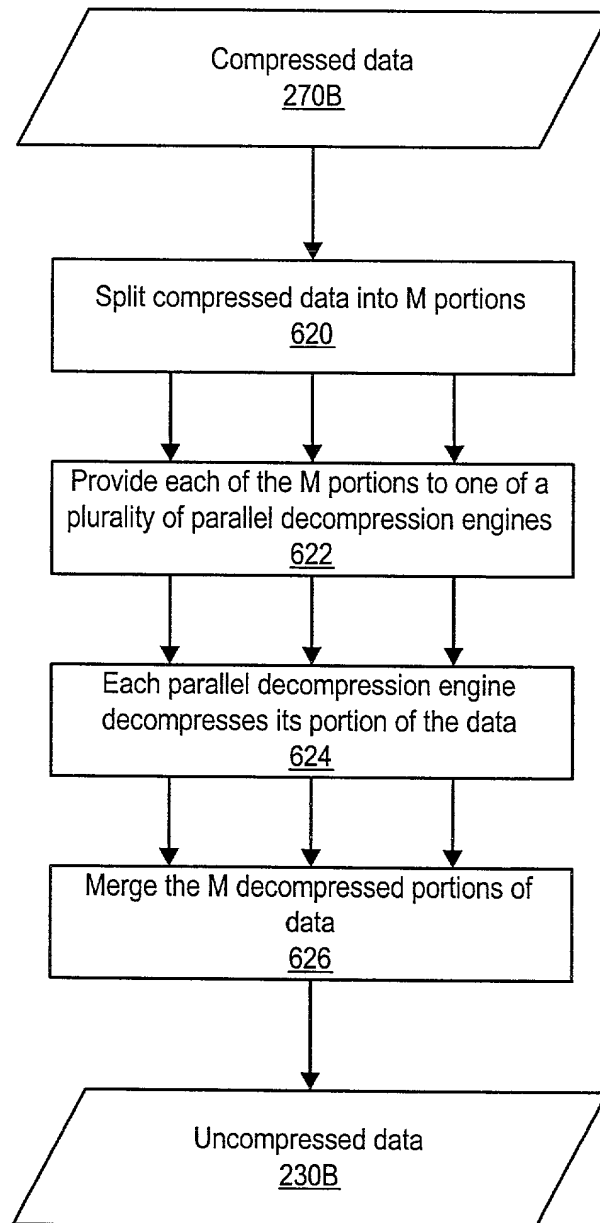 Compressed data
270B
Split compressed data into M portions
620
Provide each of the M portions to one of a
plurality of parallel decompression engines
622
Each parallel decompression engine
decompresses its portion of the data
624
Merge the M decompressed portions of
data
626
Uncompressed data
230B